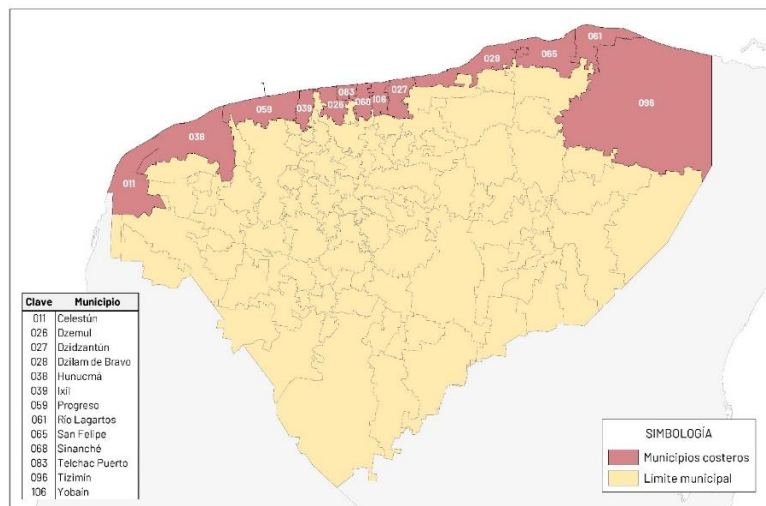 061
028
065
083
027
059
039
026
068
106
096
038
011
Clave Municipio
011 Celestún
026 Dzemul
027 Dzidzantún
028 Dzilam de Bravo
038 Hunucmá
039 Ixil
059 Progreso
061 Río Lagartos
065 San Felipe
068 Sinanché
083 Telchac Puerto
096 Tizimín
106 Yobaín
SIMBOLOGÍA
Municipios costeros
Límite municipal